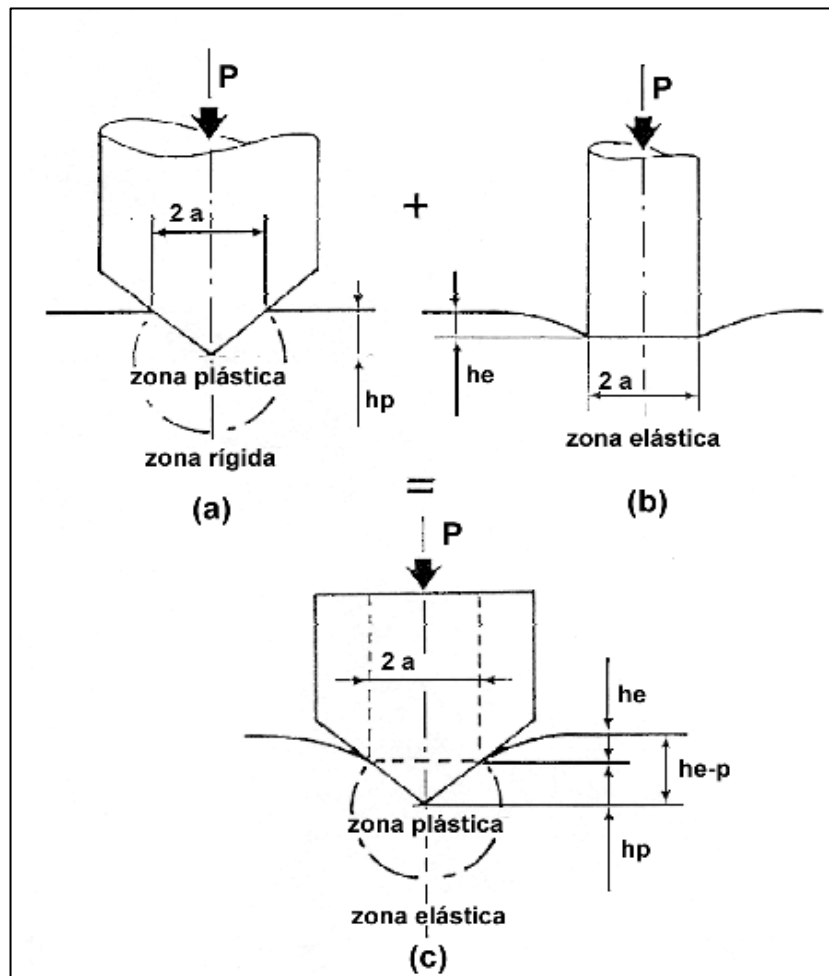 P
P
2 a
+
zona plástica
hp
he
2 a
zona rígida
zona elástica
(a)
(b)
=
P
2 a
he
he-p
zona plástica
hp
zona elástica
(c)